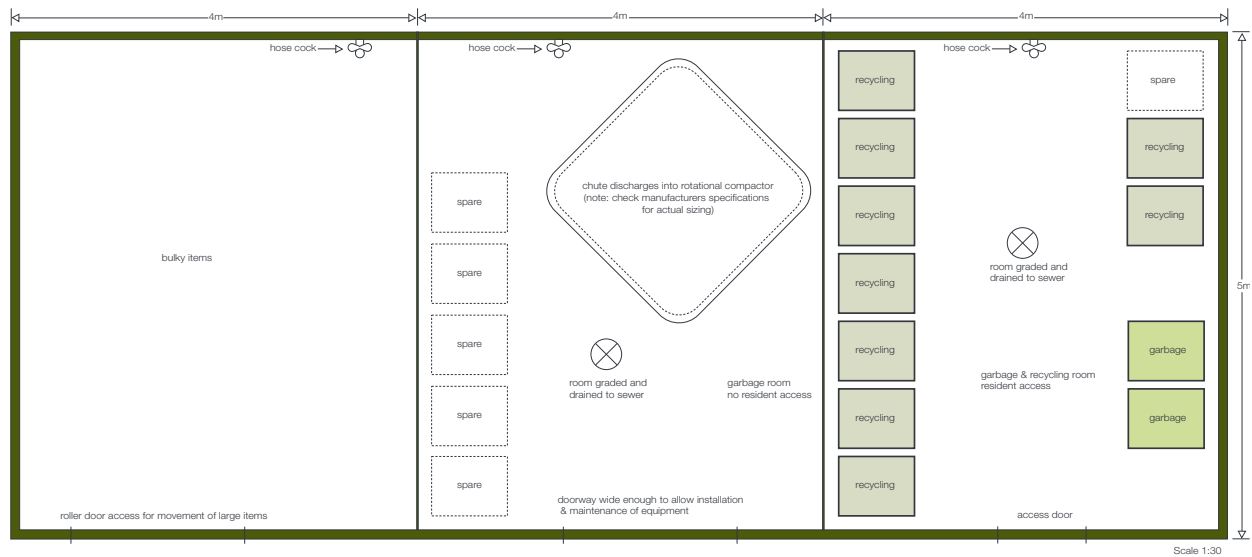 4m
4m
4m
hose cock
hose cock
hose cock
recycling
spare
recycling
recycling
chute discharges into rotational compactor
(note: check manufacturers specifications
for actual sizing)
spare
recycling
recycling
bulky items
spare
recycling
room graded and
drained to sewer
5m
spare
recycling
garbage
room graded and
drained to sewer
garbage room
no resident access
garbage & recycling room
resident access
spare
recycling
garbage
spare
recycling
doorway wide enough to allow installation
& maintenance of equipment
roller door access for movement of large items
access door
Scale 1:30